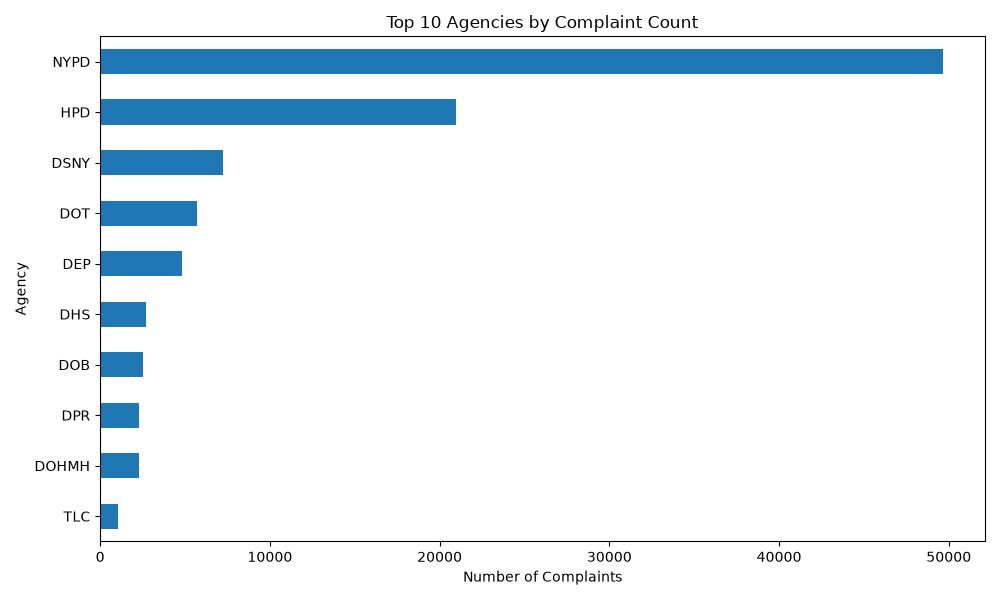 Top 10 Agencies by Complaint Count
NYPD
HPD
DSNY
DOT
DEP
DHS
DOB
DPR
DOHMH
TLC
Agency
0 10000 20000 30000 40000 50000
Number of Complaints